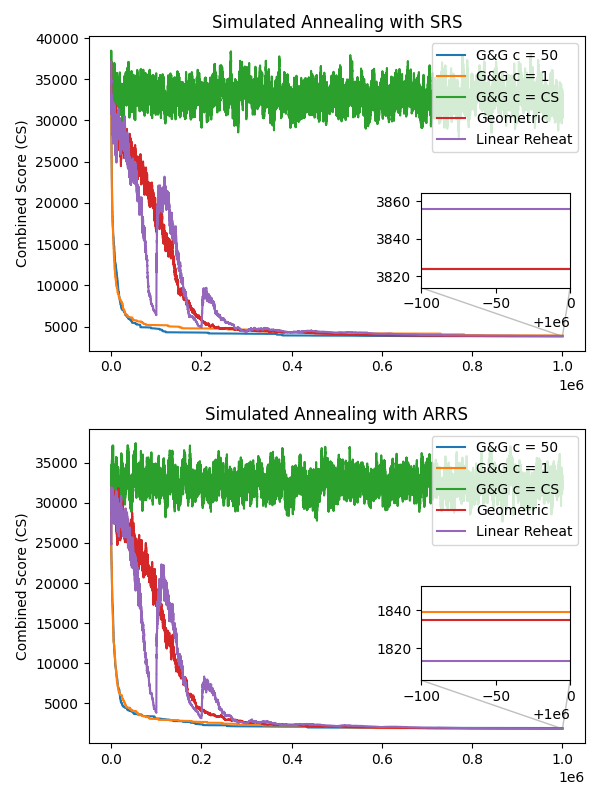 Simulated Annealing with SRS
Combined Score (CS)
40000
35000
30000
25000
20000
15000
10000
5000
G&G c = 50
G&G c = 1
G&G c = CS
Geometric
Linear Reheat
3860
3840
3820
−100
−50
0
+1e6
0.0
0.2
0.4
0.6
0.8
1.0
1e6
Simulated Annealing with ARRS
Combined Score (CS)
35000
30000
25000
20000
15000
10000
5000
G&G c = 50
G&G c = 1
G&G c = CS
Geometric
Linear Reheat
1840
1820
−100
−50
0
+1e6
0.0
0.2
0.4
0.6
0.8
1.0
1e6